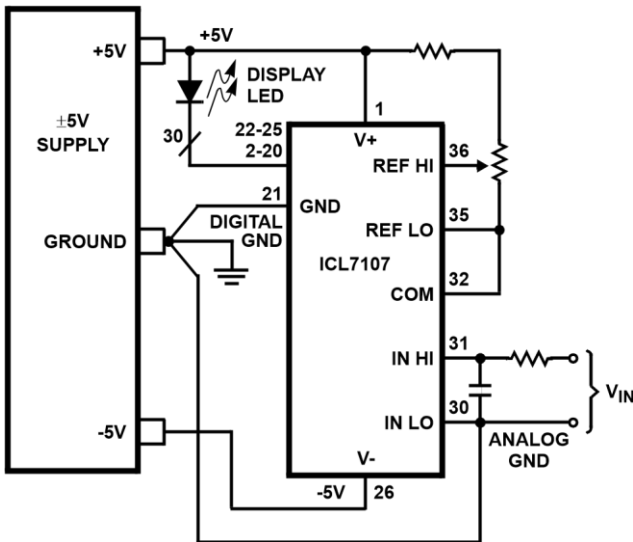 +5V
+5V
DISPLAY
LED
±5V
SUPPLY
30
22-25
2-20
1
V+
REF HI
36
21
GND
DIGITAL
GND
REF LO
35
GROUND
ICL7107
COM
32
IN HI
31
V_IN
IN LO
30
ANALOG
GND
-5V
V-
-5V
26